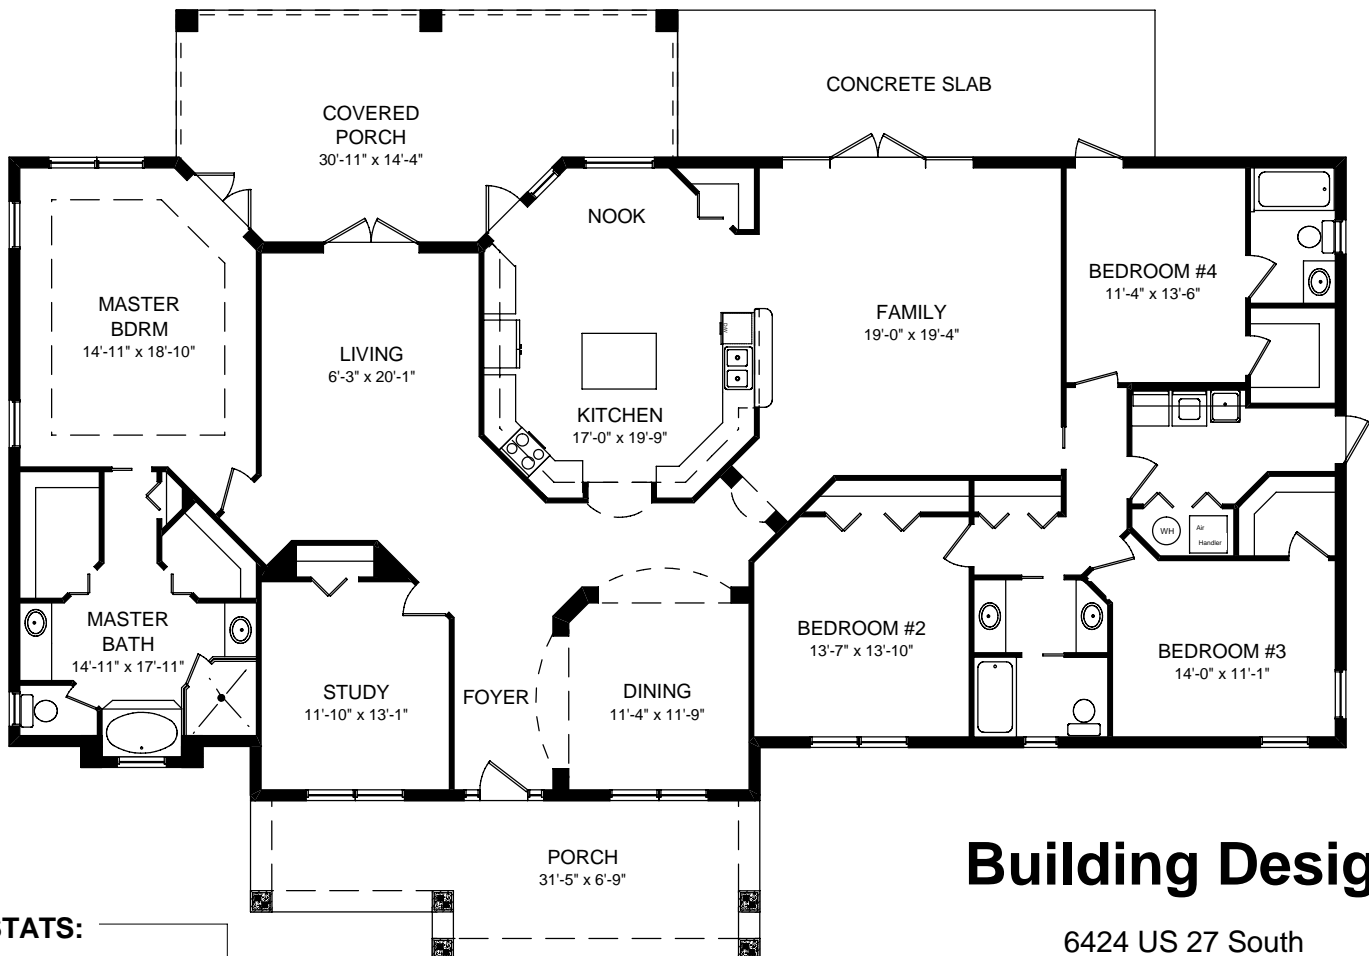 CONCRETE SLAB
COVERED
PORCH
30'-11" x 14'-4"
NOOK
MASTER
BDRM
14'-11" x 18'-10"
LIVING
6'-3" x 20'-1"
FAMILY
19'-0" x 19'-4"
BEDROOM #4
11'-4" x 13'-6"
KITCHEN
17'-0" x 19'-9"
WH
Air
Handler
MASTER
BATH
14'-11" x 17'-11"
STUDY
11'-10" x 13'-1"
FOYER
DINING
11'-4" x 11'-9"
BEDROOM #2
13'-7" x 13'-10"
BEDROOM #3
14'-0" x 11'-1"
PORCH
31'-5" x 6'-9"
Building Desig
STATS:
6424 US 27 South